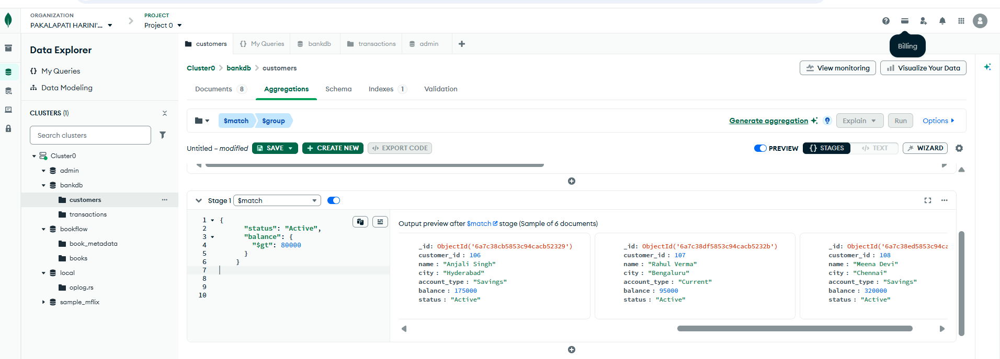 ORGANIZATION
PAKALAPATI HARINI'...
PROJECT
Project 0
Billing
Data Explorer
My Queries
Data Modeling
CLUSTERS (1)
Search clusters
Cluster0
admin
bankdb
customers
transactions
bookflow
book_metadata
books
local
oplog.rs
sample_mflix
customers
{} My Queries
bankdb
transactions
admin
Cluster0 > bankdb > customers
View monitoring
Visualize Your Data
Documents 8
Aggregations
Schema
Indexes 1
Validation
$match
$group
Generate aggregation
Explain
Run
Options
Untitled – modified
SAVE
+ CREATE NEW
</> EXPORT CODE
PREVIEW
{} STAGES
</> TEXT
WIZARD
Stage 1 $match
1 {
2 "status": "Active",
3 "balance": {
4 "$gt": 80000
5 }
6 }
7
8
9
10
Output preview after $match stage (Sample of 6 documents)
_id: ObjectId('6a7c38cb5853c94cacb52329')
customer_id : 106
name : "Anjali Singh"
city : "Hyderabad"
account_type : "Savings"
balance : 175000
status : "Active"
_id: ObjectId('6a7c38df5853c94cacb5232b')
customer_id : 107
name : "Rahul Verma"
city : "Bengaluru"
account_type : "Current"
balance : 95000
status : "Active"
_id: ObjectId('6a7c38ed5853c94ca
customer_id : 108
name : "Meena Devi"
city : "Chennai"
account_type : "Savings"
balance : 320000
status : "Active"